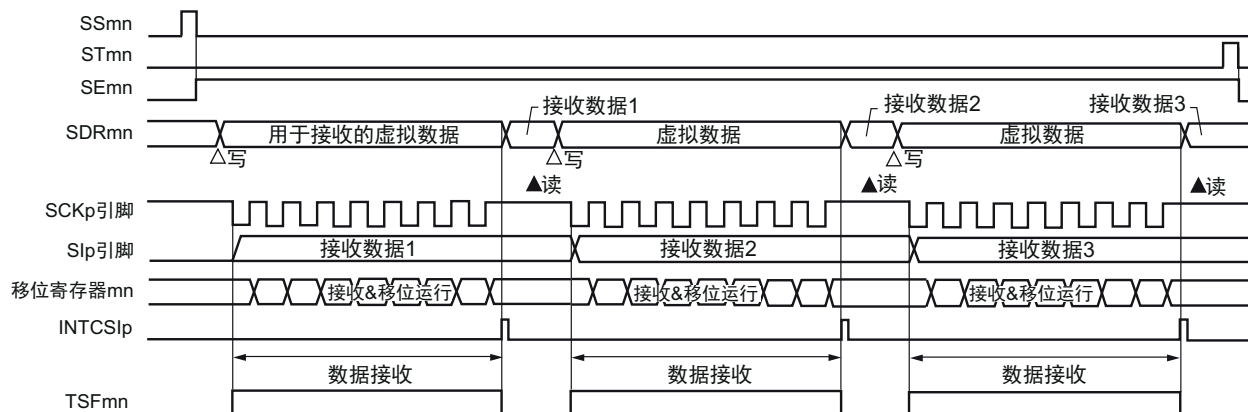 SSmn
STmn
SEmn
接收数据1 接收数据2 接收数据3
SDRmn 用于接收的虚拟数据 虚拟数据 虚拟数据
△写 △写 △写
▲读 ▲读 ▲读
SCKp引脚
SIp引脚 接收数据1 接收数据2 接收数据3
移位寄存器mn 接收&移位运行 接收&移位运行 接收&移位运行
INTCSIp
数据接收 数据接收 数据接收
TSFmn